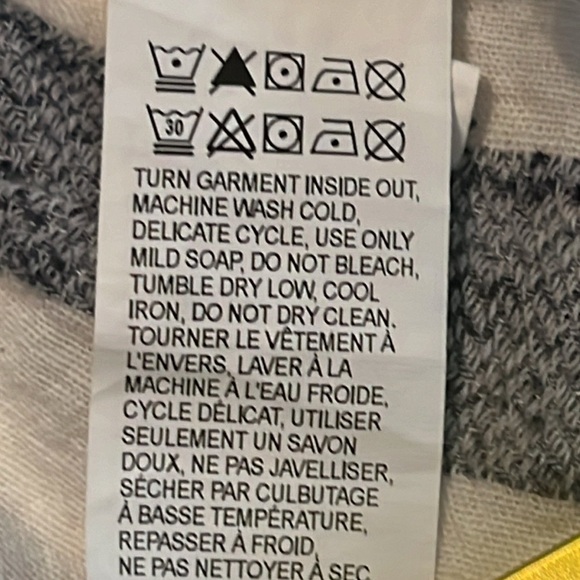 30
TURN GARMENT INSIDE OUT,
MACHINE WASH COLD,
DELICATE CYCLE, USE ONLY
MILD SOAP, DO NOT BLEACH,
TUMBLE DRY LOW, COOL
IRON, DO NOT DRY CLEAN.
TOURNER LE VÊTEMENT À
L'ENVERS, LAVER À LA
MACHINE À L'EAU FROIDE,
CYCLE DÉLICAT, UTILISER
SEULEMENT UN SAVON
DOUX, NE PAS JAVELLISER,
SÉCHER PAR CULBUTAGE
À BASSE TEMPÉRATURE,
REPASSER À FROID,
NE PAS NETTOYER À SEC